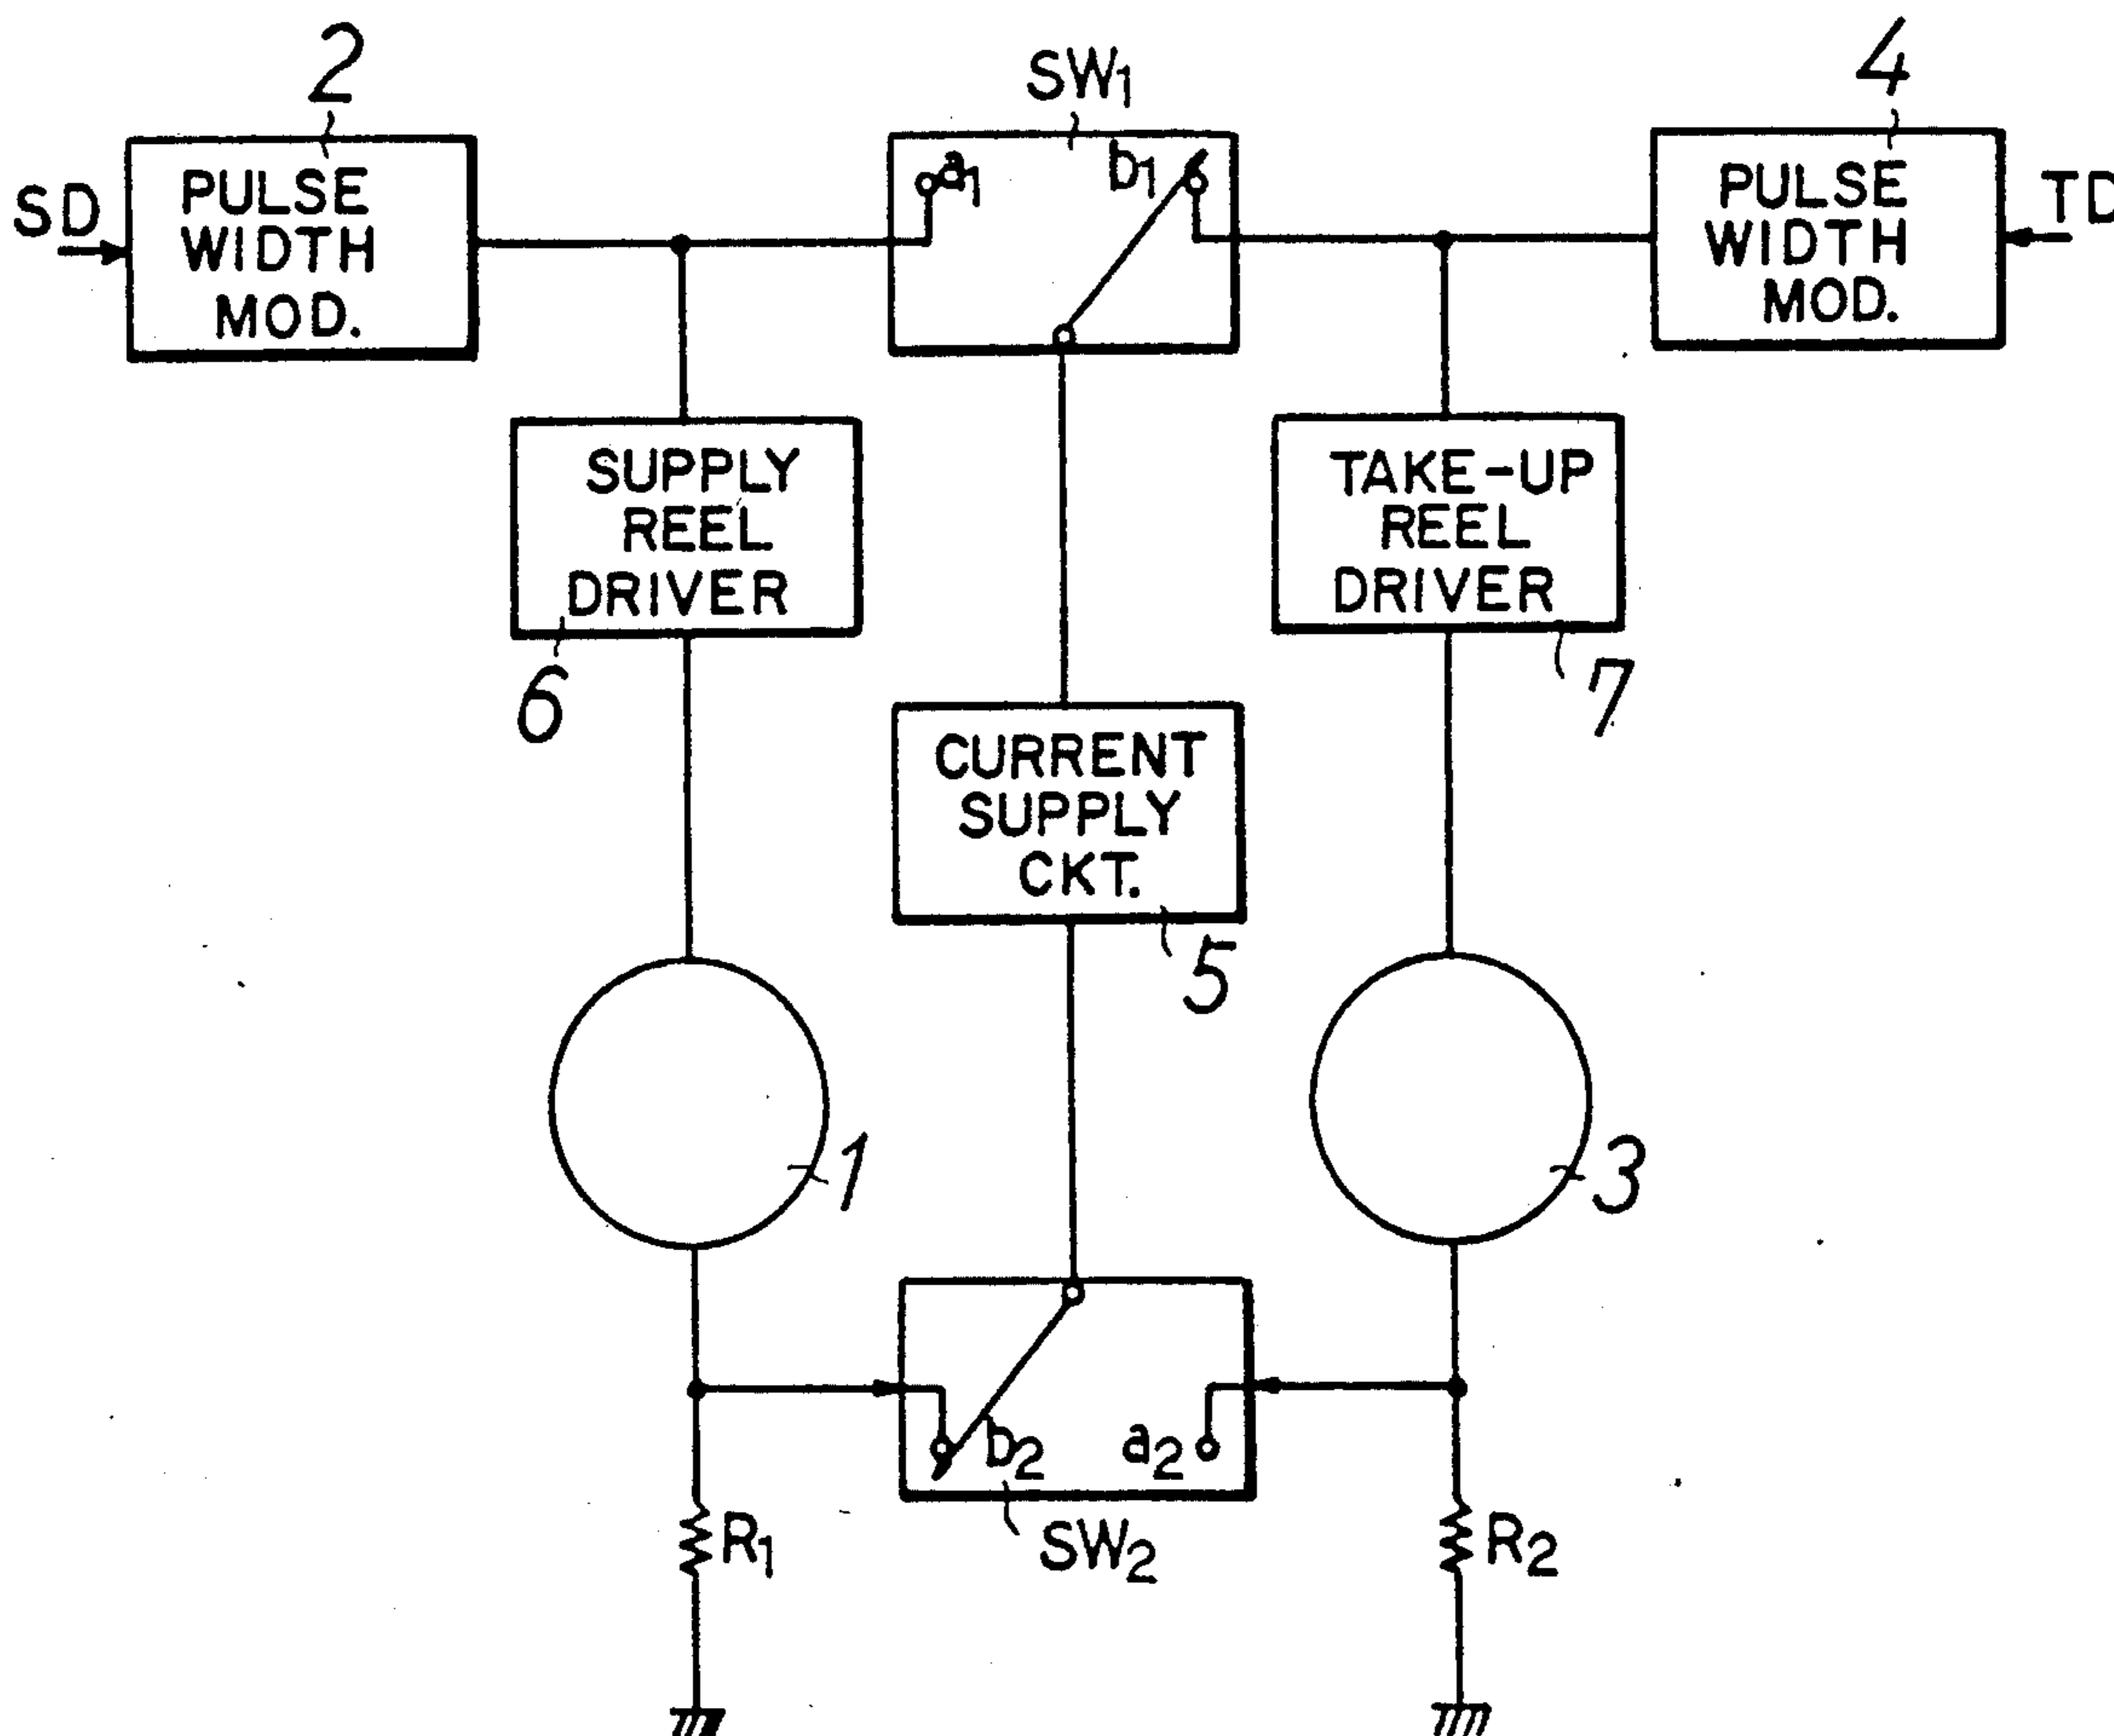 2
SW1
4
SD
PULSE
WIDTH
MOD.
a1
b1
PULSE
WIDTH
MOD.
TD
SUPPLY
REEL
DRIVER
6
TAKE-UP
REEL
DRIVER
7
CURRENT
SUPPLY
CKT.
5
1
3
b2
a2
SW2
R1
R2